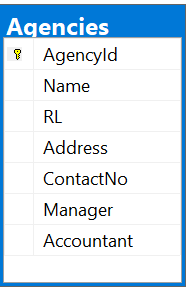 Agencies
AgencyId
Name
RL
Address
ContactNo
Manager
Accountant